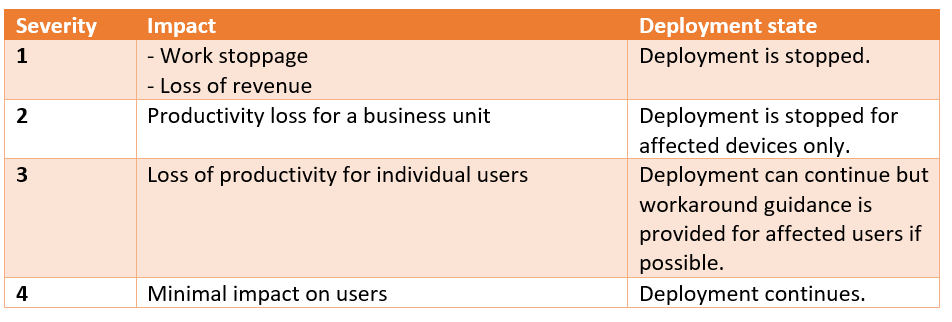 Severity Impact Deployment state
1 - Work stoppage Deployment is stopped.
- Loss of revenue
2 Productivity loss for a business unit Deployment is stopped for
affected devices only.
3 Loss of productivity for individual users Deployment can continue but
workaround guidance is
provided for affected users if
possible.
4 Minimal impact on users Deployment continues.